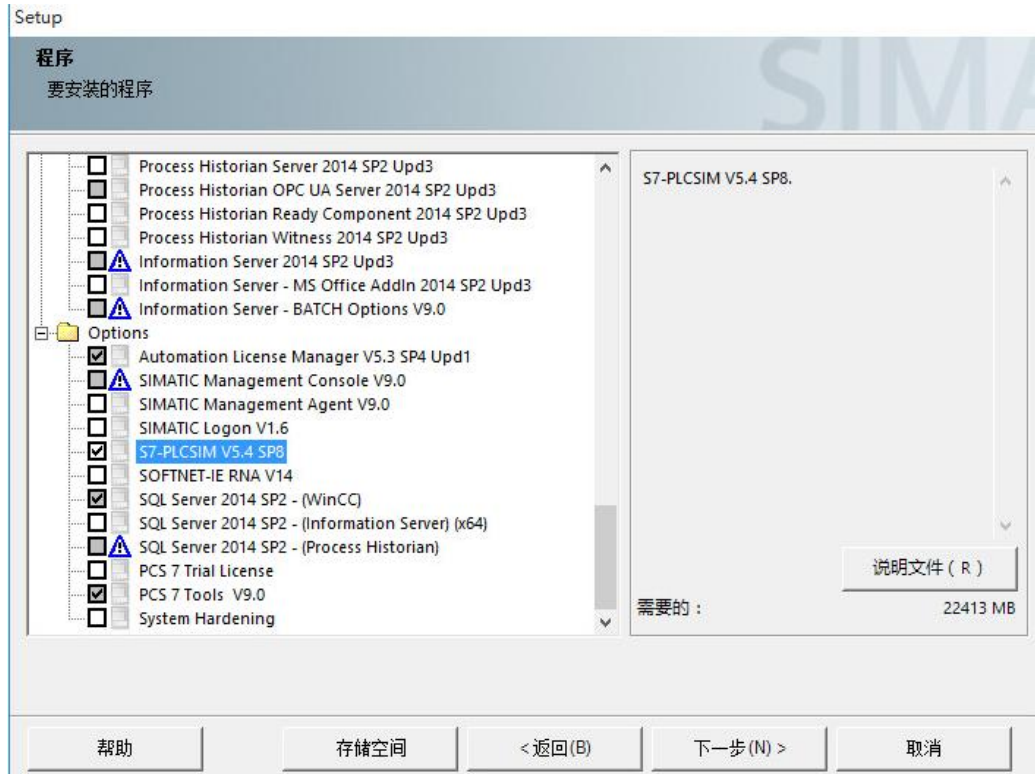 Setup
程序
要安装的程序
SIMA
Process Historian Server 2014 SP2 Upd3
Process Historian OPC UA Server 2014 SP2 Upd3
Process Historian Ready Component 2014 SP2 Upd3
Process Historian Witness 2014 SP2 Upd3
Information Server 2014 SP2 Upd3
Information Server - MS Office AddIn 2014 SP2 Upd3
Information Server - BATCH Options V9.0
Options
Automation License Manager V5.3 SP4 Upd1
SIMATIC Management Console V9.0
SIMATIC Management Agent V9.0
SIMATIC Logon V1.6
S7-PLCSIM V5.4 SP8
SOFTNET-IE RNA V14
SQL Server 2014 SP2 - (WinCC)
SQL Server 2014 SP2 - (Information Server) (x64)
SQL Server 2014 SP2 - (Process Historian)
PCS 7 Trial License
PCS 7 Tools V9.0
System Hardening
S7-PLCSIM V5.4 SP8.
说明文件 ( R )
需要的： 22413 MB
帮助
存储空间
<返回(B)
下一步(N) >
取消